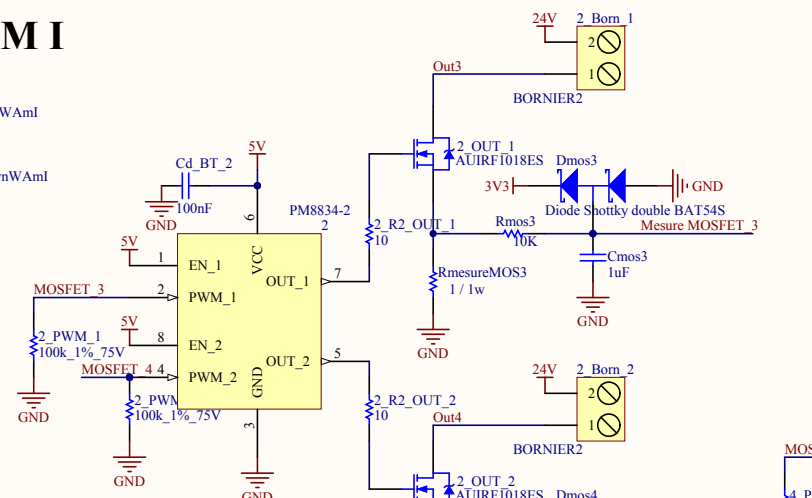 M I
WAmI
nWAmI
24V
2_Born_1
2
1
Out3
BORNIER2
5V
Cd_BT_2
100nF
GND
2_OUT_1
AUIRF1018ES
Dmos3
3V3
GND
Diode Shottky double BAT54S
PM8834-2
2
2_R2_OUT_1
10
Rmos3
10K
Mesure MOSFET_3
6
VCC
5V
1
EN_1
OUT_1
7
RmesureMOS3
1 / 1w
Cmos3
1uF
GND
GND
MOSFET_3
2
PWM_1
5V
8
EN_2
2_PWM_1
100k_1%_75V
OUT_2
5
MOSFET_4
4
PWM_2
GND
3
GND
2_PWM
100k_1%_75V
GND
GND
2_R2_OUT_2
10
24V
2_Born_2
2
1
Out4
BORNIER2
2_OUT_2
AUIRF1018ES
Dmos4
MOS
4_P